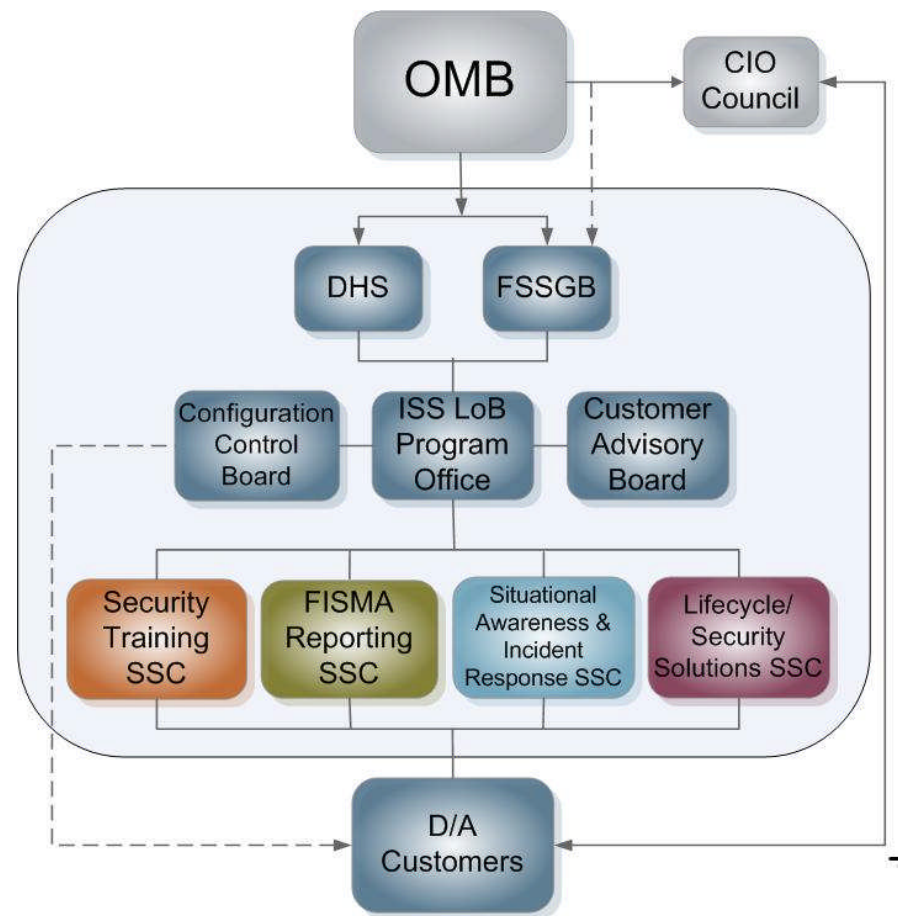 OMB
CIO
Council
DHS
FSSGB
Configuration
Control
Board
ISS LoB
Program
Office
Customer
Advisory
Board
Security
Training
SSC
FISMA
Reporting
SSC
Situational
Awareness &
Incident
Response SSC
Lifecycle/
Security
Solutions SSC
D/A
Customers